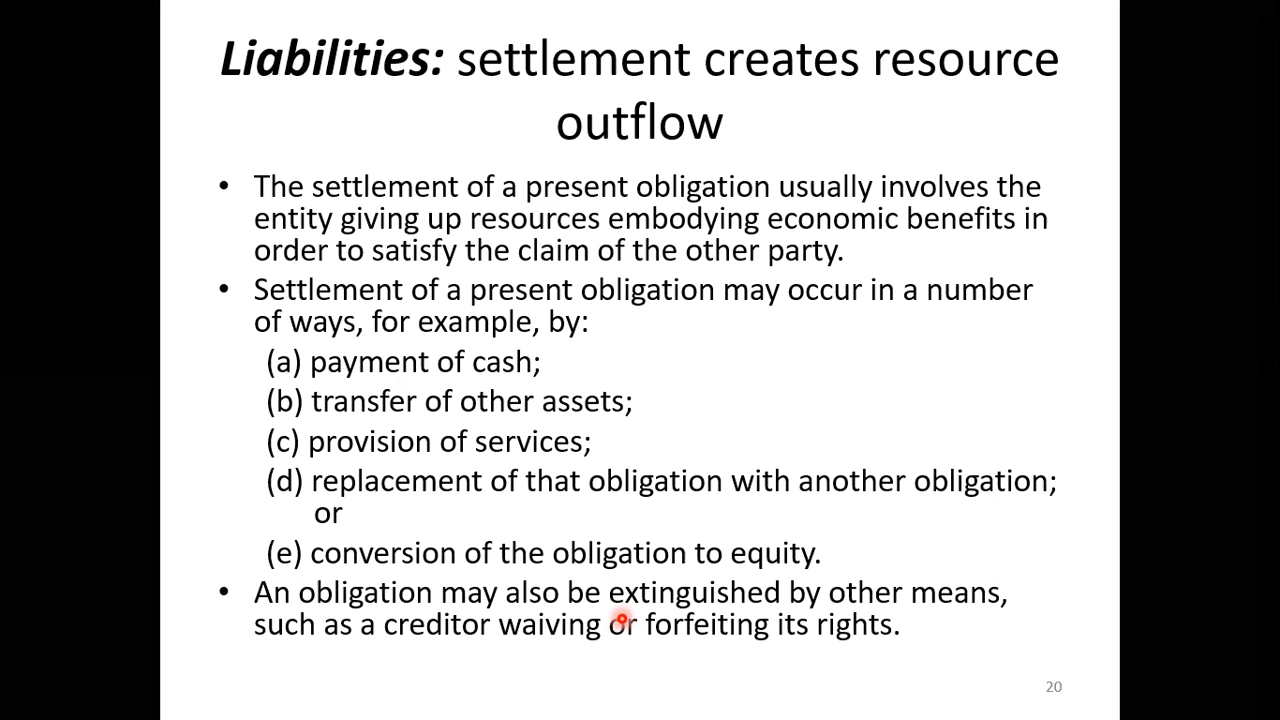 Liabilities: settlement creates resource
outflow
• The settlement of a present obligation usually involves the
entity giving up resources embodying economic benefits in
order to satisfy the claim of the other party.
• Settlement of a present obligation may occur in a number
of ways, for example, by:
(a) payment of cash;
(b) transfer of other assets;
(c) provision of services;
(d) replacement of that obligation with another obligation;
or
(e) conversion of the obligation to equity.
• An obligation may also be extinguished by other means,
such as a creditor waiving or forfeiting its rights.
20